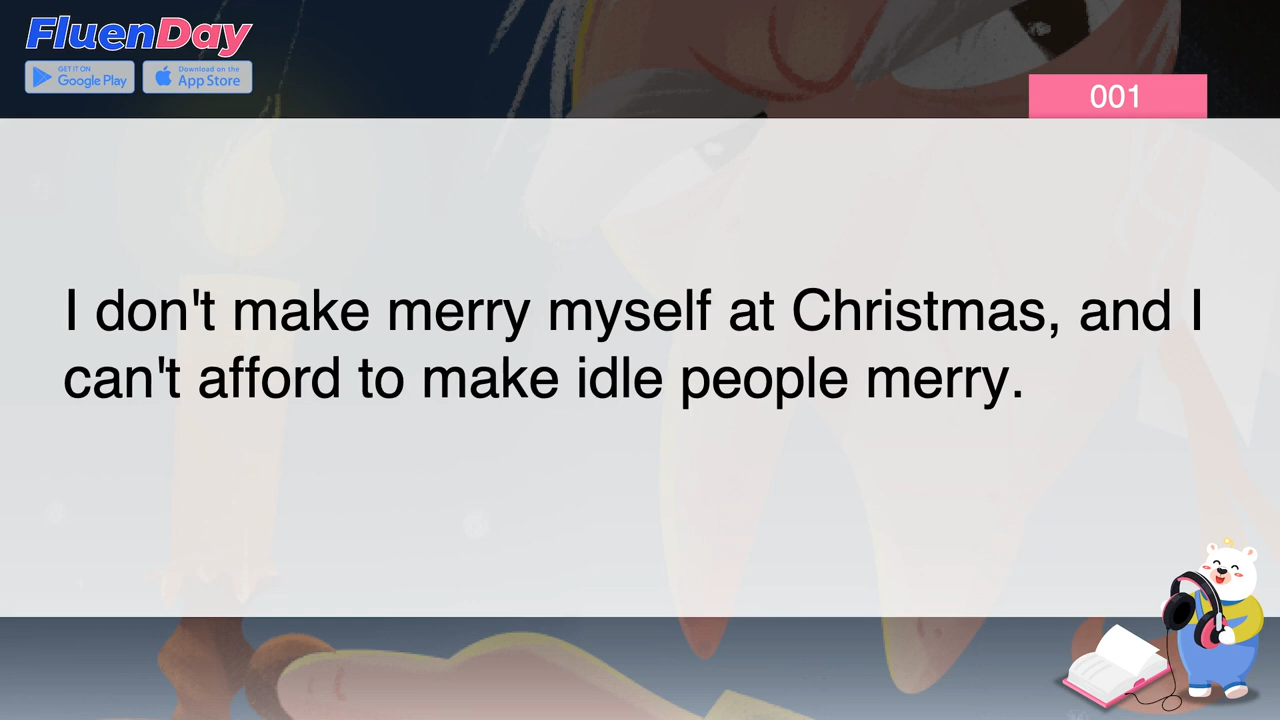 FluenDay
GET IT ON
Google Play
Download on the
App Store
001
I don't make merry myself at Christmas, and I
can't afford to make idle people merry.